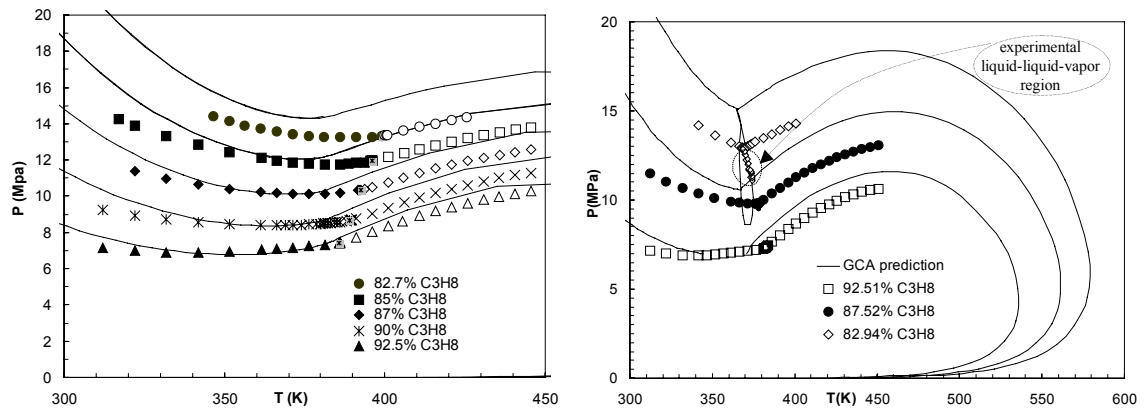 20
18
16
14
12
10
8
6
4
2
0
P (Mpa)
300
350
400
450
T (K)
82.7% C3H8
85% C3H8
87% C3H8
90% C3H8
92.5% C3H8
20
15
10
5
0
P(MPa)
300
350
400
450
500
550
600
T(K)
experimental
liquid-liquid-vapor
region
GCA prediction
92.51% C3H8
87.52% C3H8
82.94% C3H8